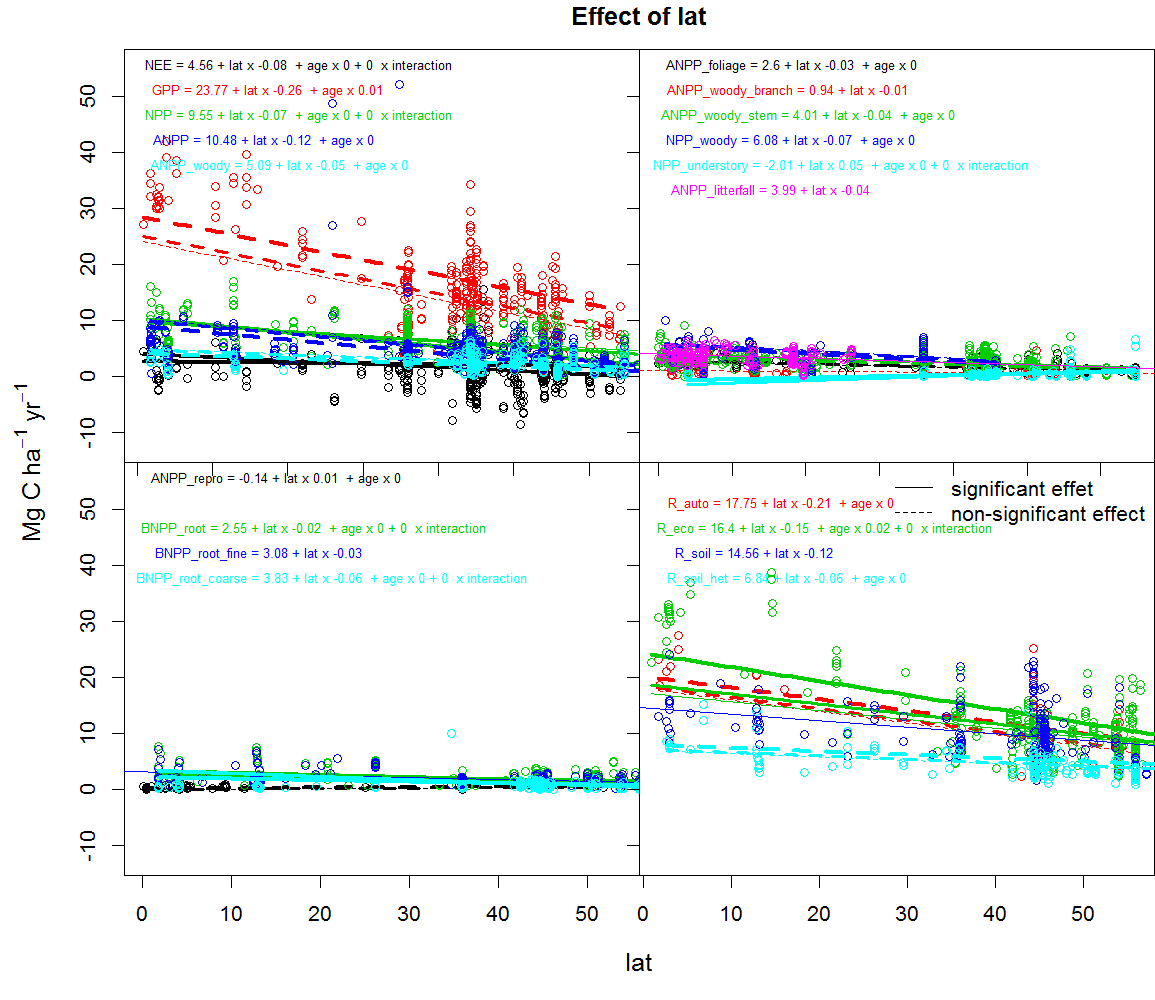 Effect of lat
NEE = 4.56 + lat x -0.08 + age x 0 + 0 x interaction
GPP = 23.77 + lat x -0.26 + age x 0.01
NPP = 9.55 + lat x -0.07 + age x 0 + 0 x interaction
ANPP = 10.48 + lat x -0.12 + age x 0
ANPP_woody = 5.09 + lat x -0.05 + age x 0
ANPP_foliage = 2.6 + lat x -0.03 + age x 0
ANPP_woody_branch = 0.94 + lat x -0.01
ANPP_woody_stem = 4.01 + lat x -0.04 + age x 0
NPP_woody = 6.08 + lat x -0.07 + age x 0
NPP_understory = -2.01 + lat x 0.05 + age x 0 + 0 x interaction
ANPP_litterfall = 3.99 + lat x -0.04
50
40
30
20
10
0
-10
Mg C ha−1 yr−1
ANPP_repro = -0.14 + lat x 0.01 + age x 0
BNPP_root = 2.55 + lat x -0.02 + age x 0 + 0 x interaction
BNPP_root_fine = 3.08 + lat x -0.03
BNPP_root_coarse = 3.83 + lat x -0.06 + age x 0 + 0 x interaction
significant effet
non-significant effect
R_auto = 17.75 + lat x -0.21 + age x 0
R_eco = 16.4 + lat x -0.15 + age x 0.02 + 0 x interaction
R_soil = 14.56 + lat x -0.12
R_soil_het = 6.84 + lat x -0.06 + age x 0
50
40
30
20
10
0
-10
0 10 20 30 40 50
0 10 20 30 40 50
lat